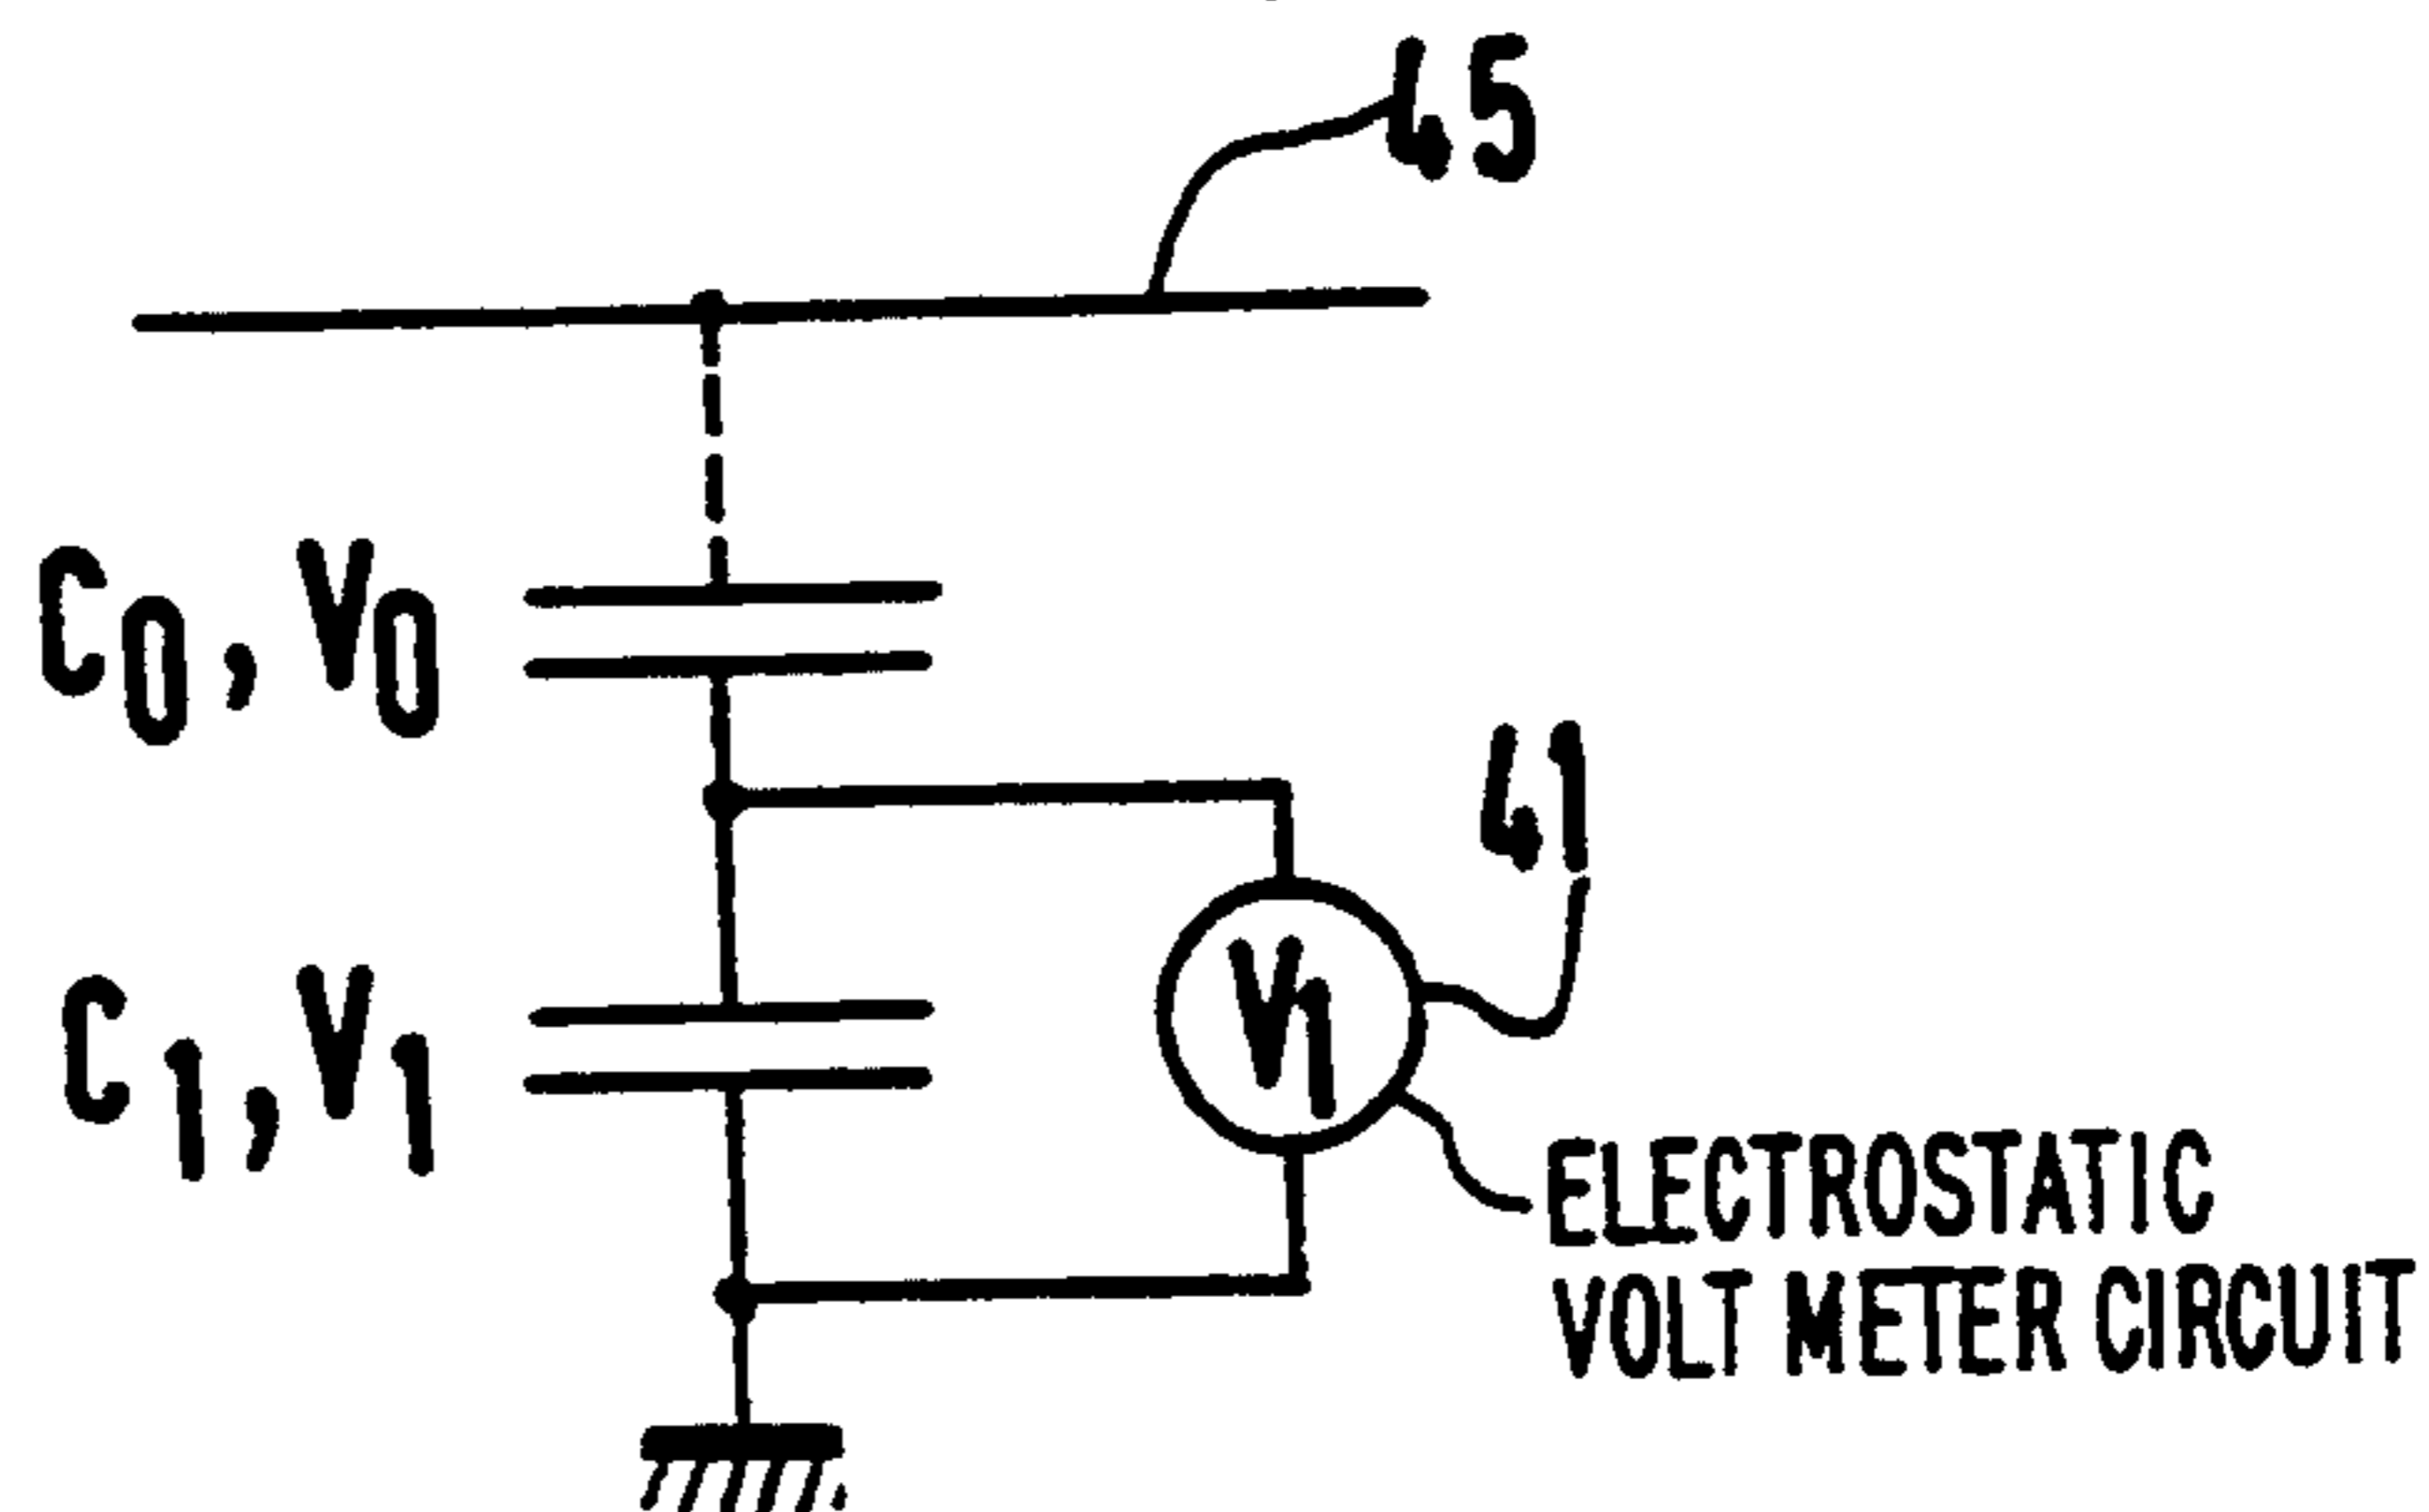 45
C0, V0
41
V1
C1, V1
ELECTROSTATIC
VOLT METER CIRCUIT